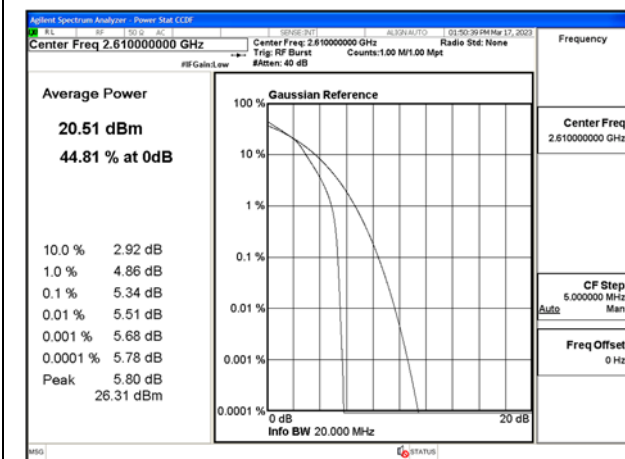 Agilent Spectrum Analyzer - Power Stat CCDF
RL RF 50 Ω AC SENSE:INT ALIGN AUTO 01:50:39 PM Mar 17, 2023
Center Freq 2.610000000 GHz
Center Freq: 2.610000000 GHz Radio Std: None
Trig: RF Burst Counts:1.00 M/1.00 Mpt
#IFGain:Low #Atten: 40 dB
Frequency
Average Power
20.51 dBm
44.81 % at 0dB
10.0 % 2.92 dB
1.0 % 4.86 dB
0.1 % 5.34 dB
0.01 % 5.51 dB
0.001 % 5.68 dB
0.0001 % 5.78 dB
Peak 5.80 dB
26.31 dBm
Gaussian Reference
100 %
10 %
1 %
0.1 %
0.01 %
0.001 %
0.0001 %
0 dB 20 dB
Info BW 20.000 MHz
Center Freq
2.610000000 GHz
CF Step
5.000000 MHz
Auto Man
Freq Offset
0 Hz
MSG STATUS